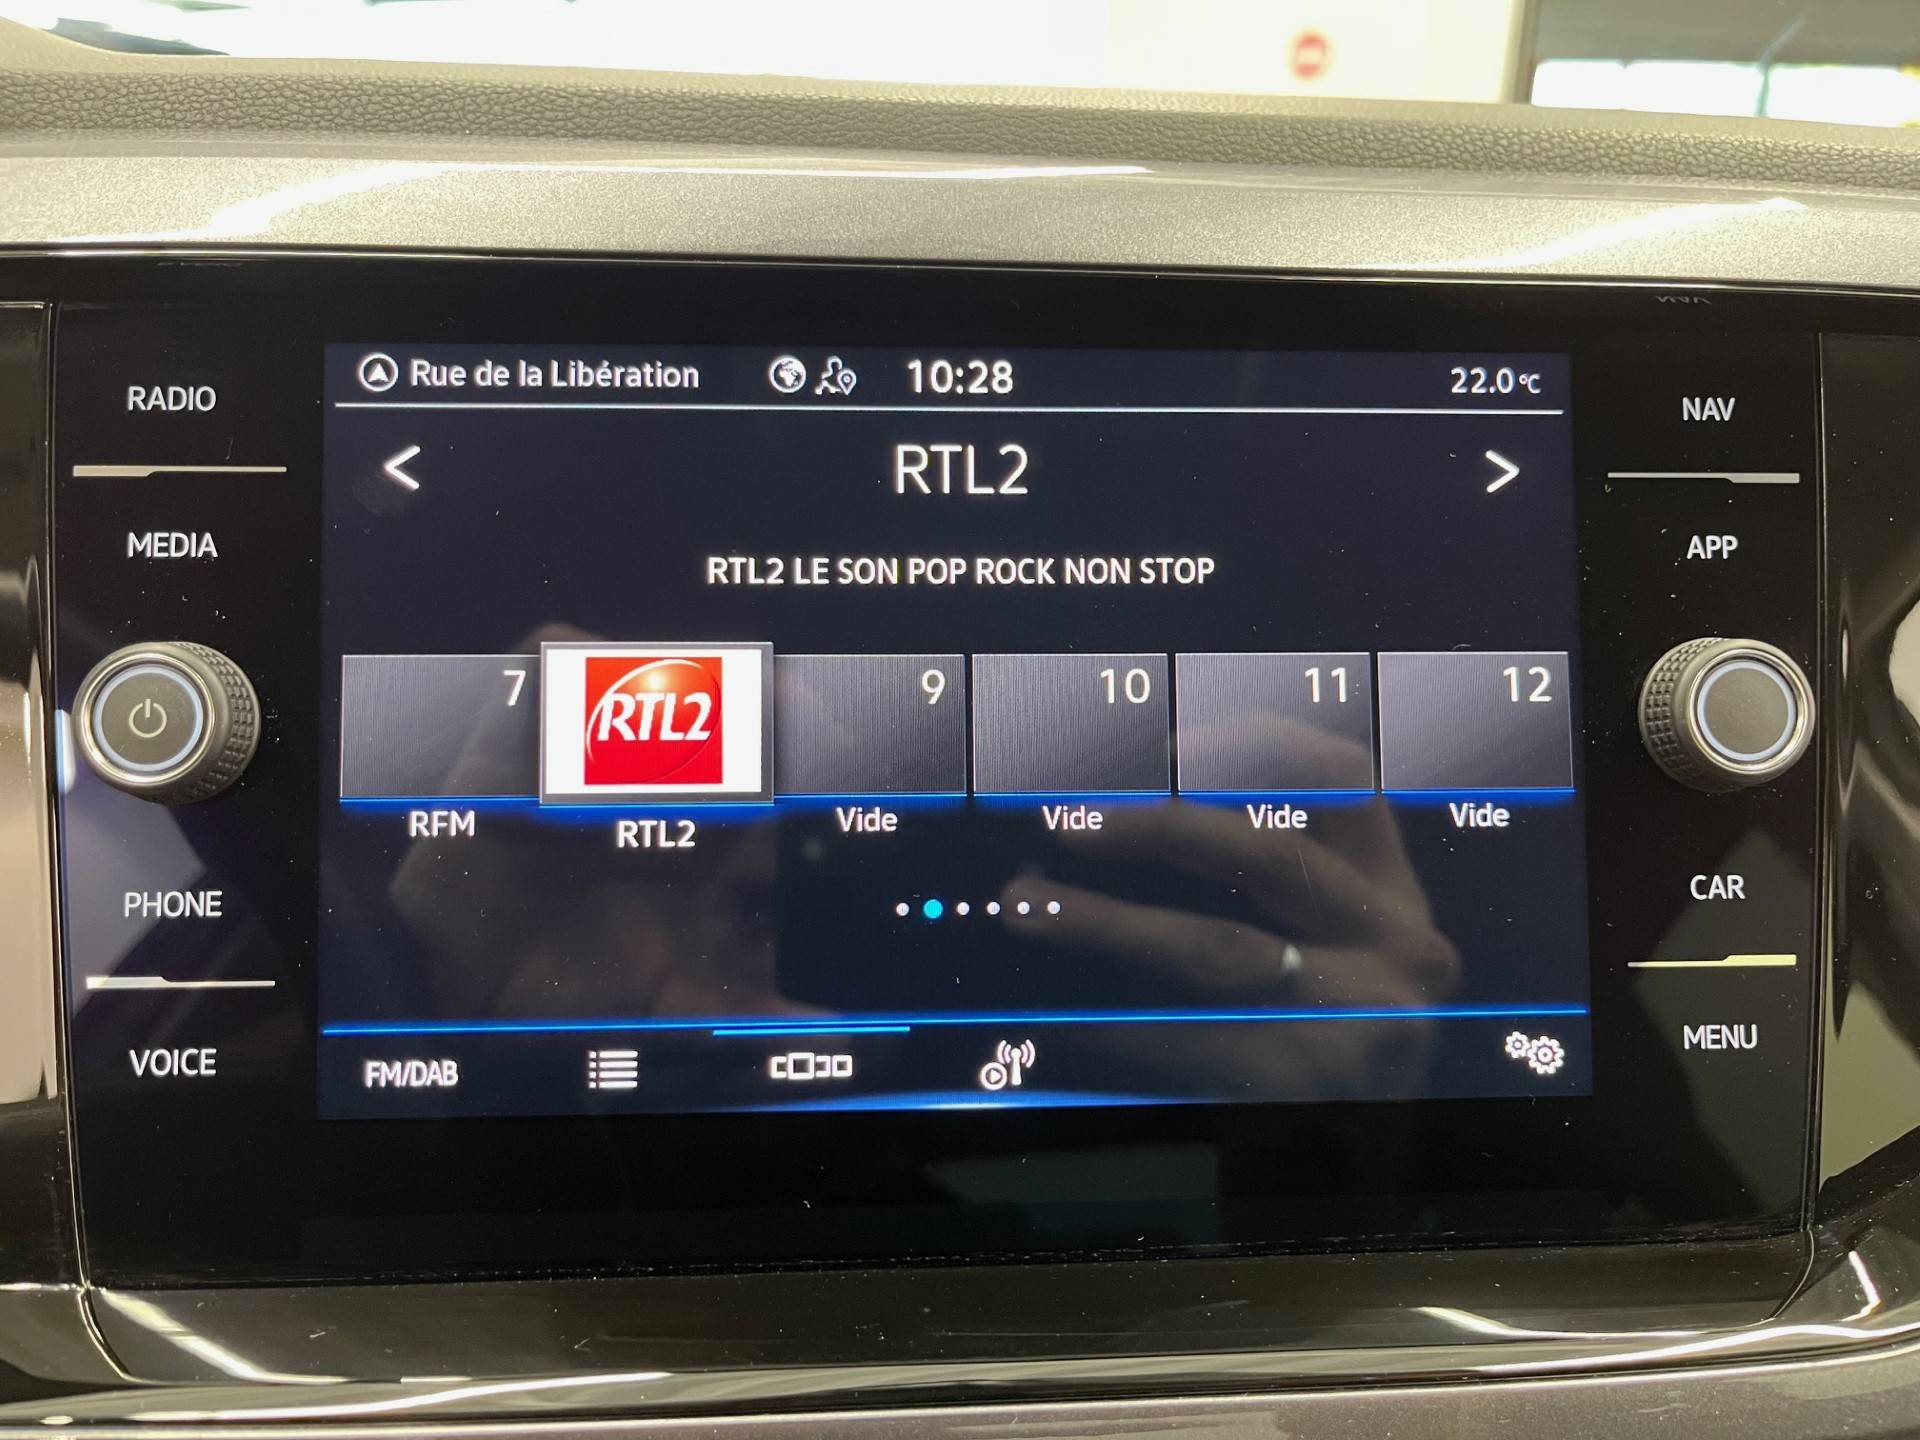 RADIO
MEDIA
PHONE
VOICE
Rue de la Libération 10:28 22.0°C
RTL2
RTL2 LE SON POP ROCK NON STOP
7 RTL2 9 10 11 12
RFM RTL2 Vide Vide Vide Vide
FM/DAB
NAV
APP
CAR
MENU